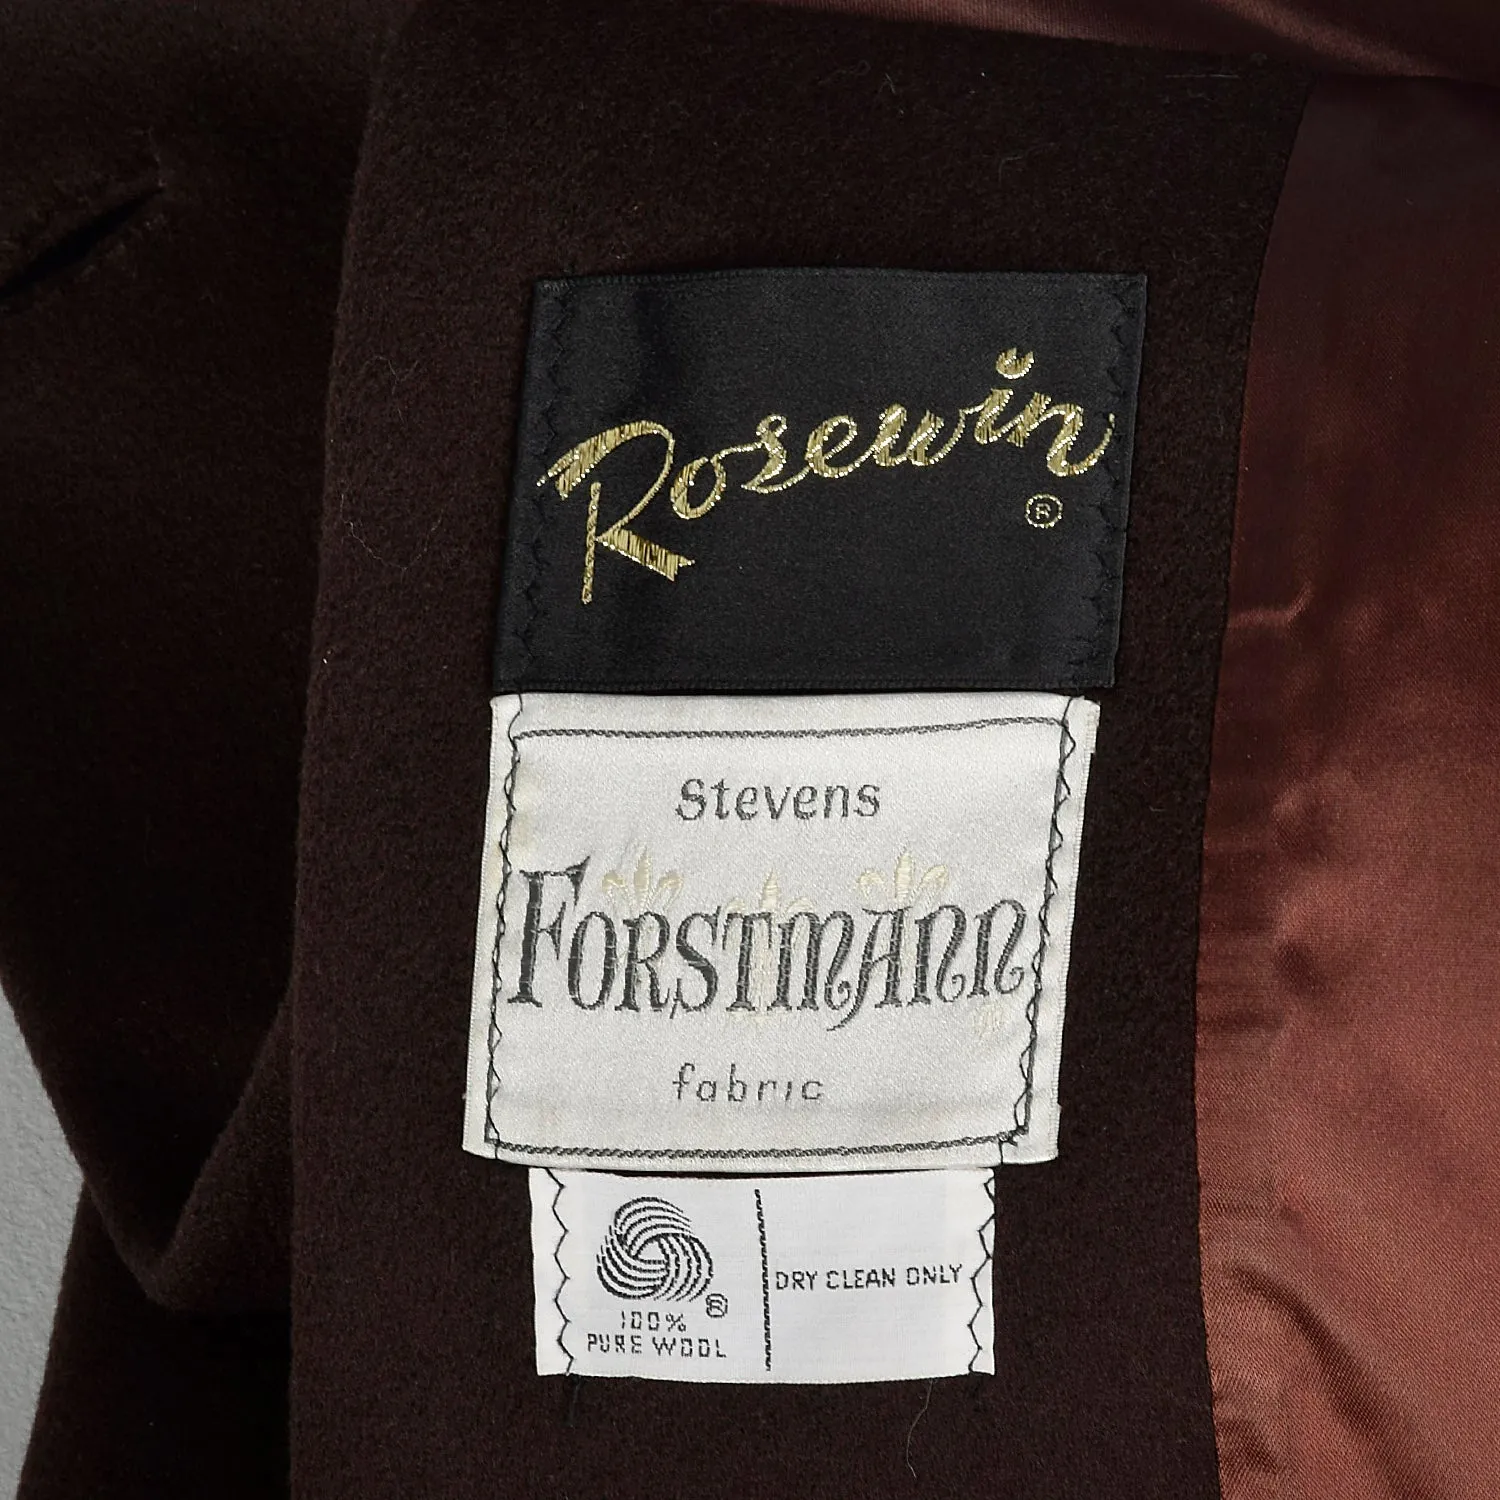 Rosewin
®
Stevens
FORSTMANN
fabric
®
100%
PURE WOOL
DRY CLEAN ONLY